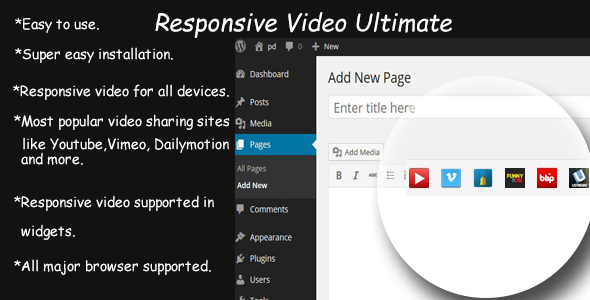 Responsive Video Ultimate
*Easy to use.
*Super easy installation.
*Responsive video for all devices.
*Most popular video sharing sites
like Youtube,Vimeo, Dailymotion
and more.
*Responsive video supported in
widgets.
*All major browser supported.
pd
0
+ New
Dashboard
Posts
Media
Pages
All Pages
Add New
Comments
Appearance
Plugins
Users
Tools
Add New Page
Enter title here
Add Media
B I ABC
FUNNY OR DIE
blip
USTREAM